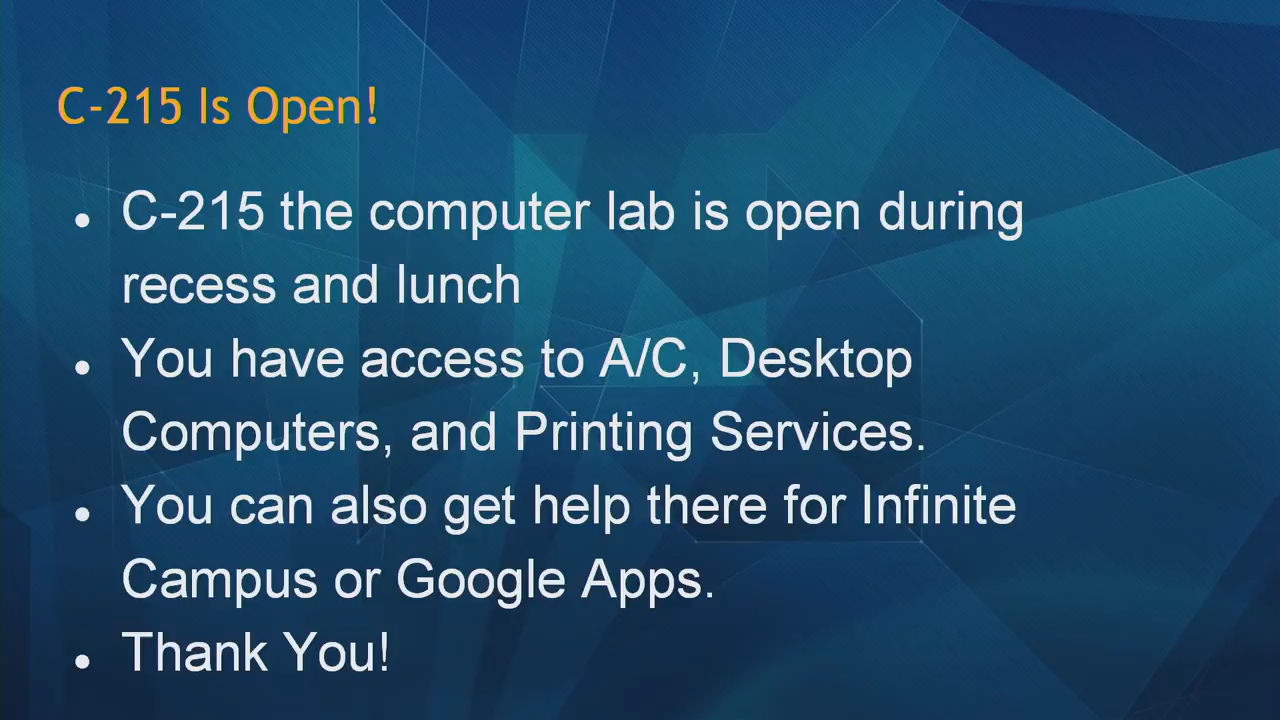 C-215 Is Open!
• C-215 the computer lab is open during
recess and lunch
• You have access to A/C, Desktop
Computers, and Printing Services.
• You can also get help there for Infinite
Campus or Google Apps.
• Thank You!